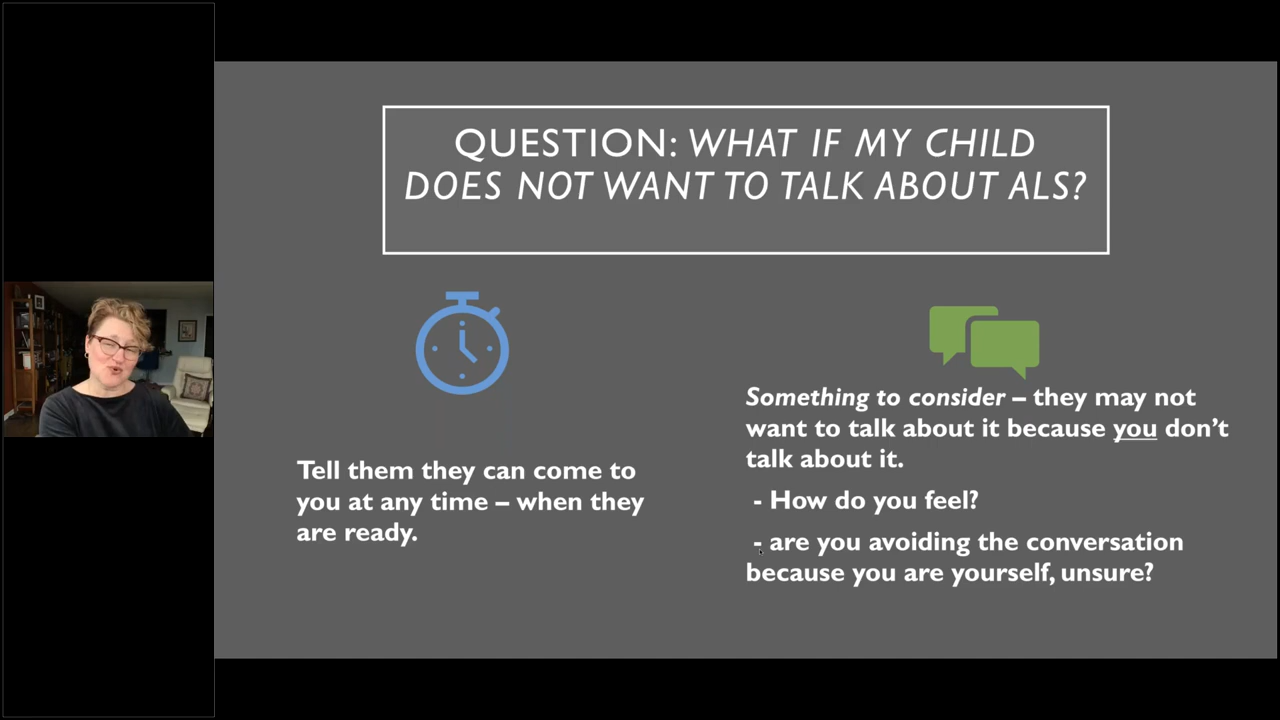 QUESTION: WHAT IF MY CHILD
DOES NOT WANT TO TALK ABOUT ALS?
Tell them they can come to
you at any time – when they
are ready.
Something to consider – they may not
want to talk about it because you don’t
talk about it.
- How do you feel?
- are you avoiding the conversation
because you are yourself, unsure?